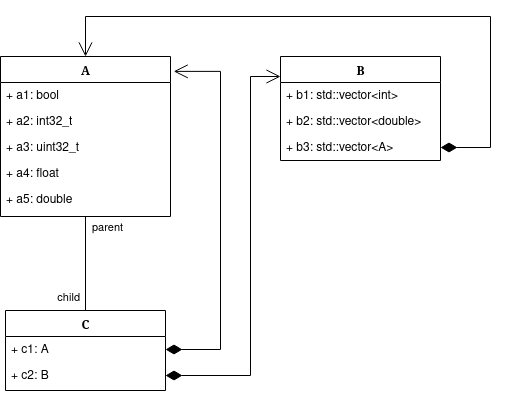 A
+ a1: bool
+ a2: int32_t
+ a3: uint32_t
+ a4: float
+ a5: double
B
+ b1: std::vector<int>
+ b2: std::vector<double>
+ b3: std::vector<A>
parent
child
C
+ c1: A
+ c2: B